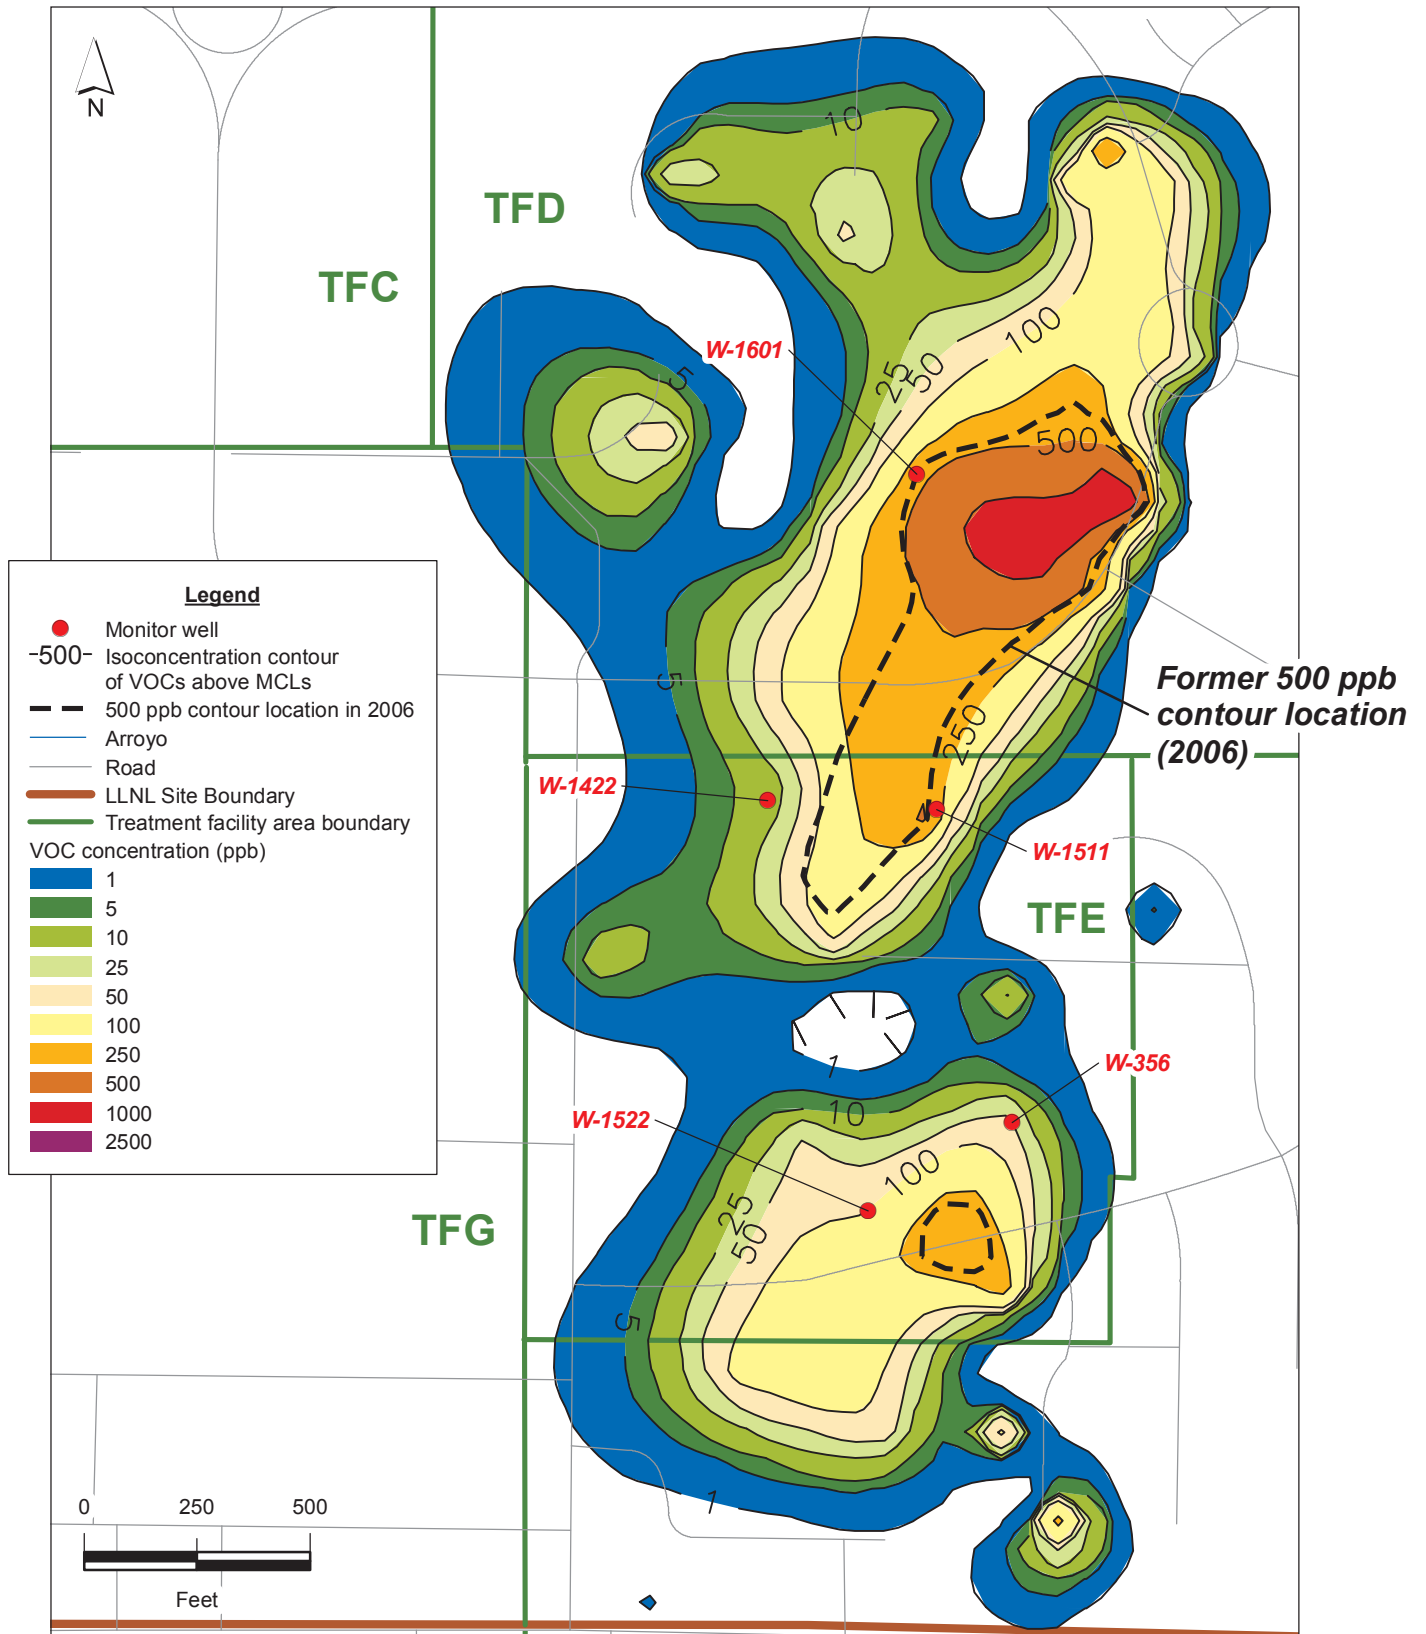 N
10
TFD
TFC
100
W-1601
25
50
5
500
Legend
Monitor well
-500- Isoconcentration contour
of VOCs above MCLs
500 ppb contour location in 2006
Arroyo
Road
LLNL Site Boundary
Treatment facility area boundary
VOC concentration (ppb)
1
5
10
25
50
100
250
500
1000
2500
5
Former 500 ppb
contour location
(2006)
250
W-1422
W-1511
TFE
1
W-356
10
W-1522
100
25
50
TFG
5
1
0 250 500
Feet